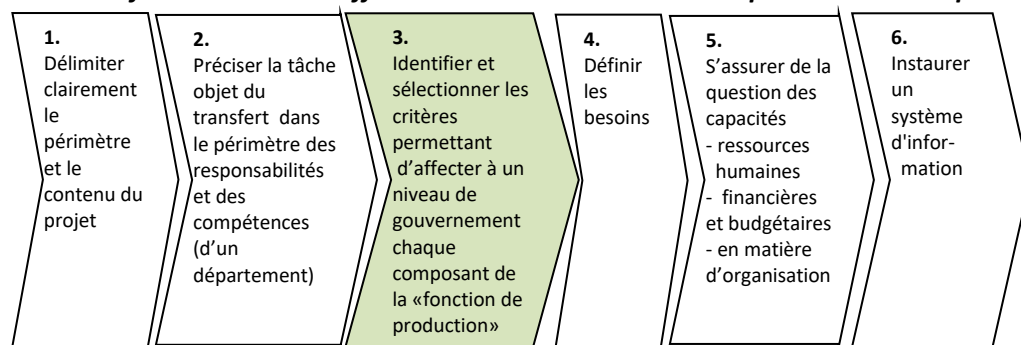 1.
Délimiter
clairement
le
périmètre
et le
contenu du
projet
2.
Préciser la tâche
objet du
transfert dans
le périmètre des
responsabilités
et des
compétences
(d’un
département)
3.
Identifier et
sélectionner les
critères
permettant
d’affecter à un
niveau de
gouvernement
chaque
composant de
la «fonction de
production»
4.
Définir
les
besoins
5.
S’assurer de la
question des
capacités
- ressources
humaines
- financières
et budgétaires
- en matière
d’organisation
6.
Instaurer
un
système
d'infor-
mation